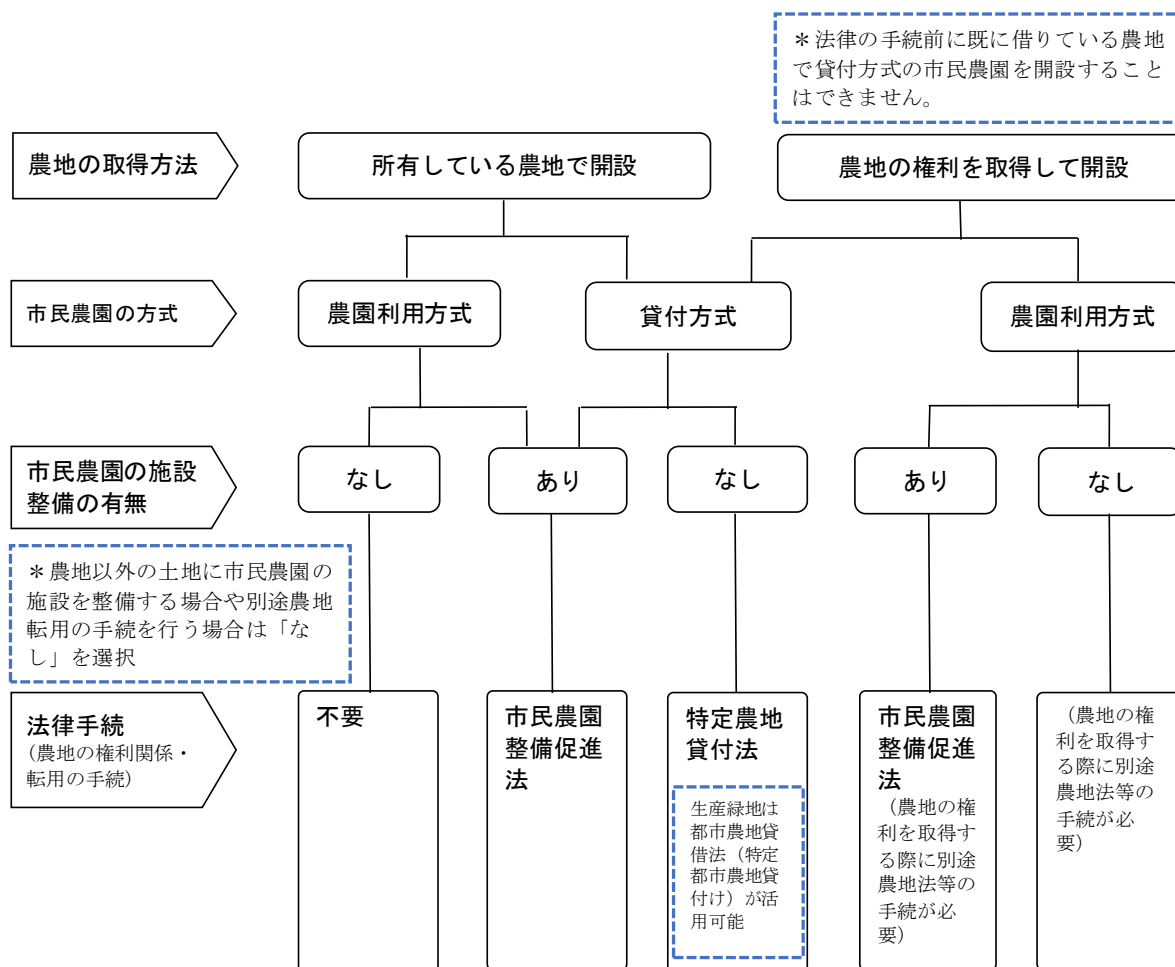 ＊法律の手続前に既に借りている農地
で貸付方式の市民農園を開設すること
はできません。
農地の取得方法
所有している農地で開設
農地の権利を取得して開設
市民農園の方式
農園利用方式
貸付方式
農園利用方式
市民農園の施設
整備の有無
なし
あり
なし
あり
なし
＊農地以外の土地に市民農園の
施設を整備する場合や別途農地
転用の手続を行う場合は「な
し」を選択
法律手続
（農地の権利関係・
転用の手続）
不要
市民農園
整備促進
法
特定農地
貸付法
生産緑地は
都市農地貸
借法（特定
都市農地貸
付け）が活
用可能
市民農園
整備促進
法
（農地の権
利を取得す
る際に別途
農地法等の
手続が必
要）
（農地の権
利を取得す
る際に別途
農地法等の
手続が必
要）